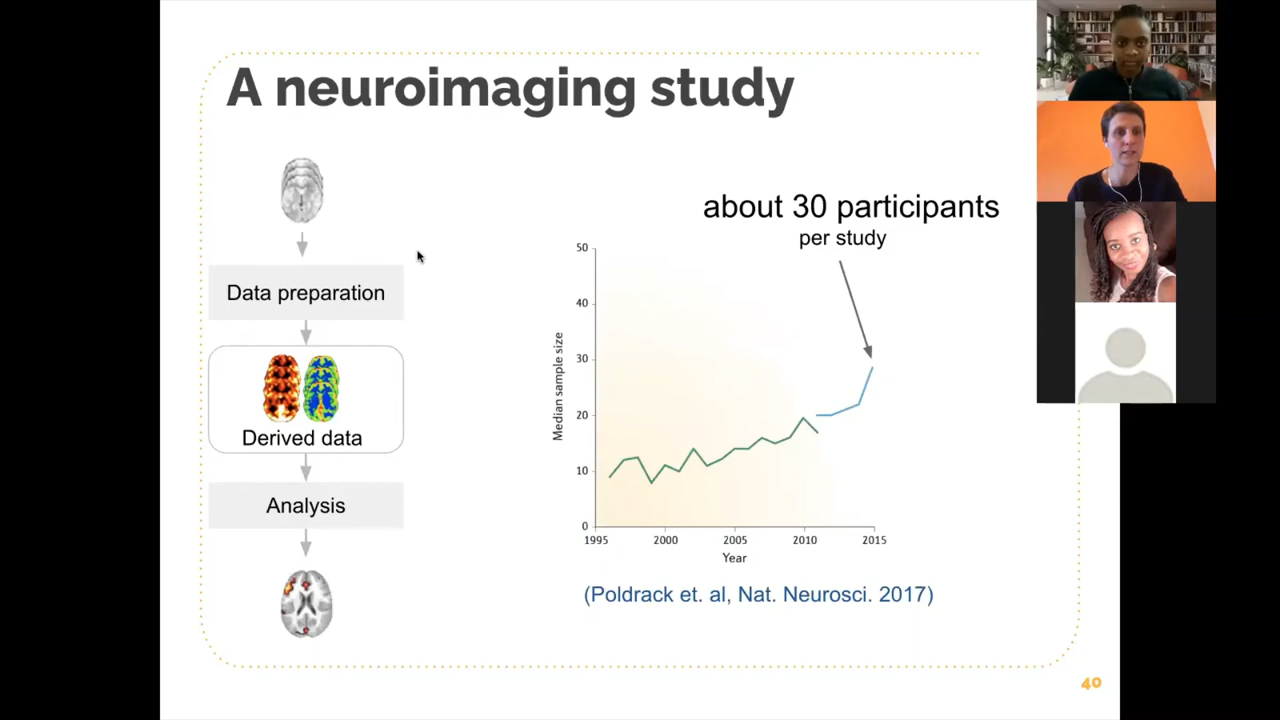 A neuroimaging study
Data preparation
Derived data
Analysis
about 30 participants
per study
50
40
30
20
10
0
Median sample size
1995 2000 2005 2010 2015
Year
(Poldrack et. al, Nat. Neurosci. 2017)
40